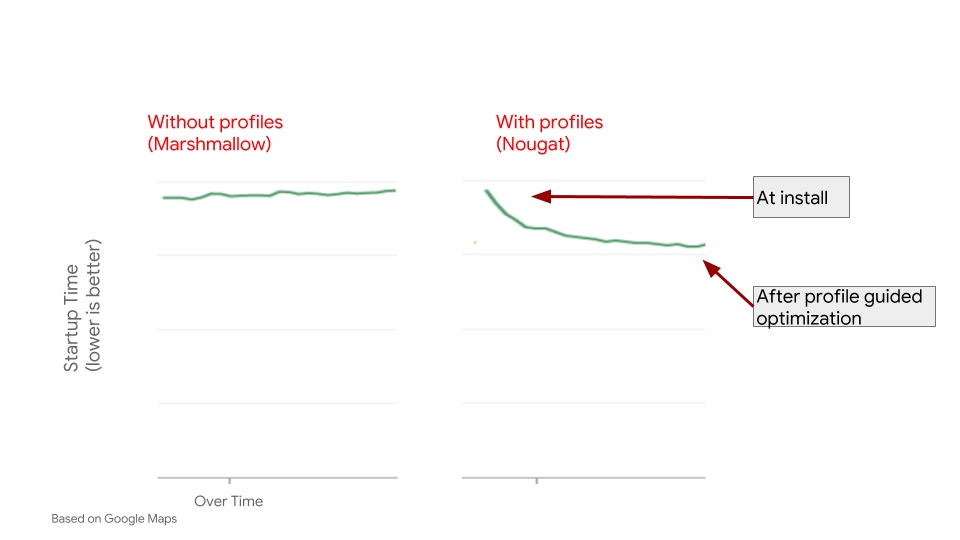 Without profiles
(Marshmallow)
With profiles
(Nougat)
At install
After profile guided
optimization
Startup Time
(lower is better)
Over Time
Based on Google Maps